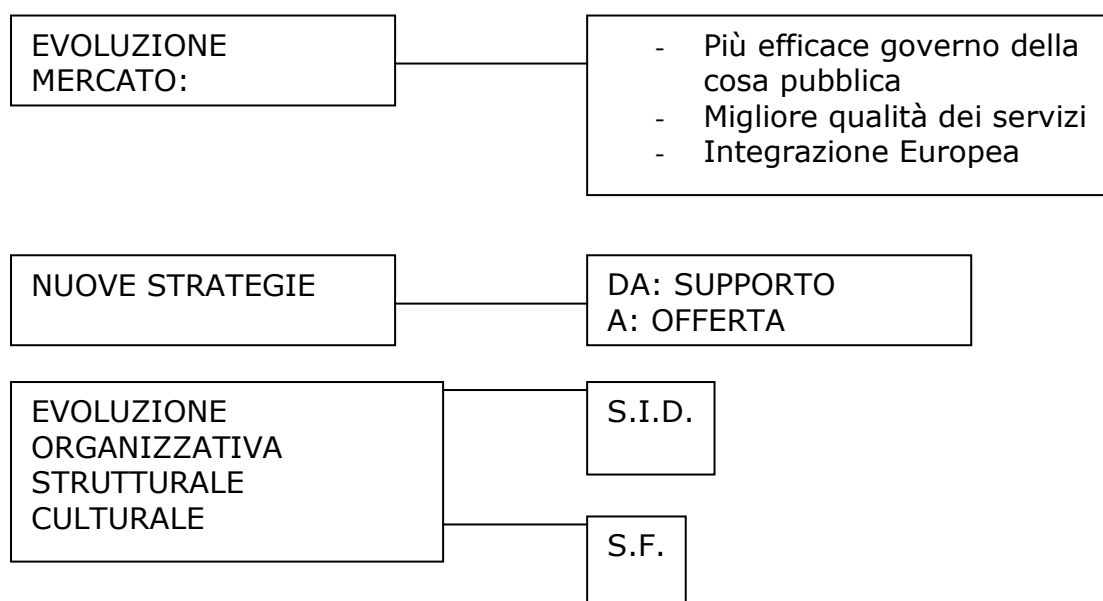 EVOLUZIONE
MERCATO:
- Più efficace governo della
cosa pubblica
- Migliore qualità dei servizi
- Integrazione Europea
NUOVE STRATEGIE
DA: SUPPORTO
A: OFFERTA
EVOLUZIONE
ORGANIZZATIVA
STRUTTURALE
CULTURALE
S.I.D.
S.F.